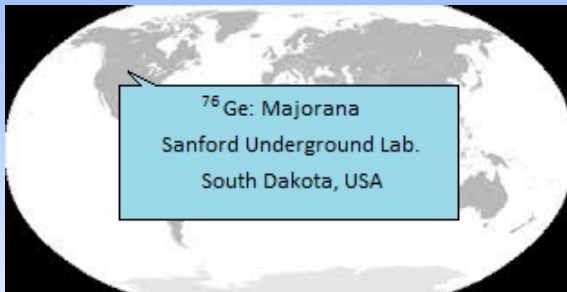 ⁷⁶Ge: Majorana
Sanford Underground Lab.
South Dakota, USA